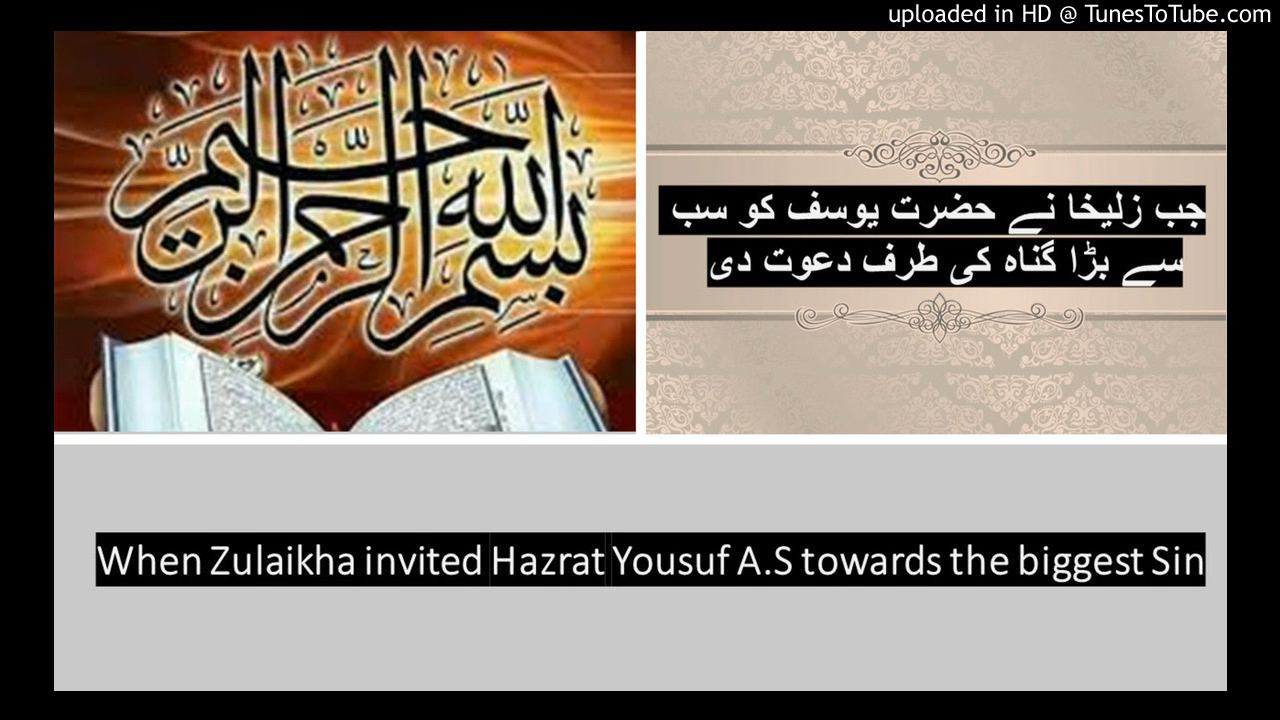 uploaded in HD @ TunesToTube.com
بسم الله الرحمن الرحيم
جب زلیخا نے حضرت یوسف کو سب
سے بڑا گناہ کی طرف دعوت دی
When Zulaikha invited Hazrat Yousuf A.S towards the biggest Sin